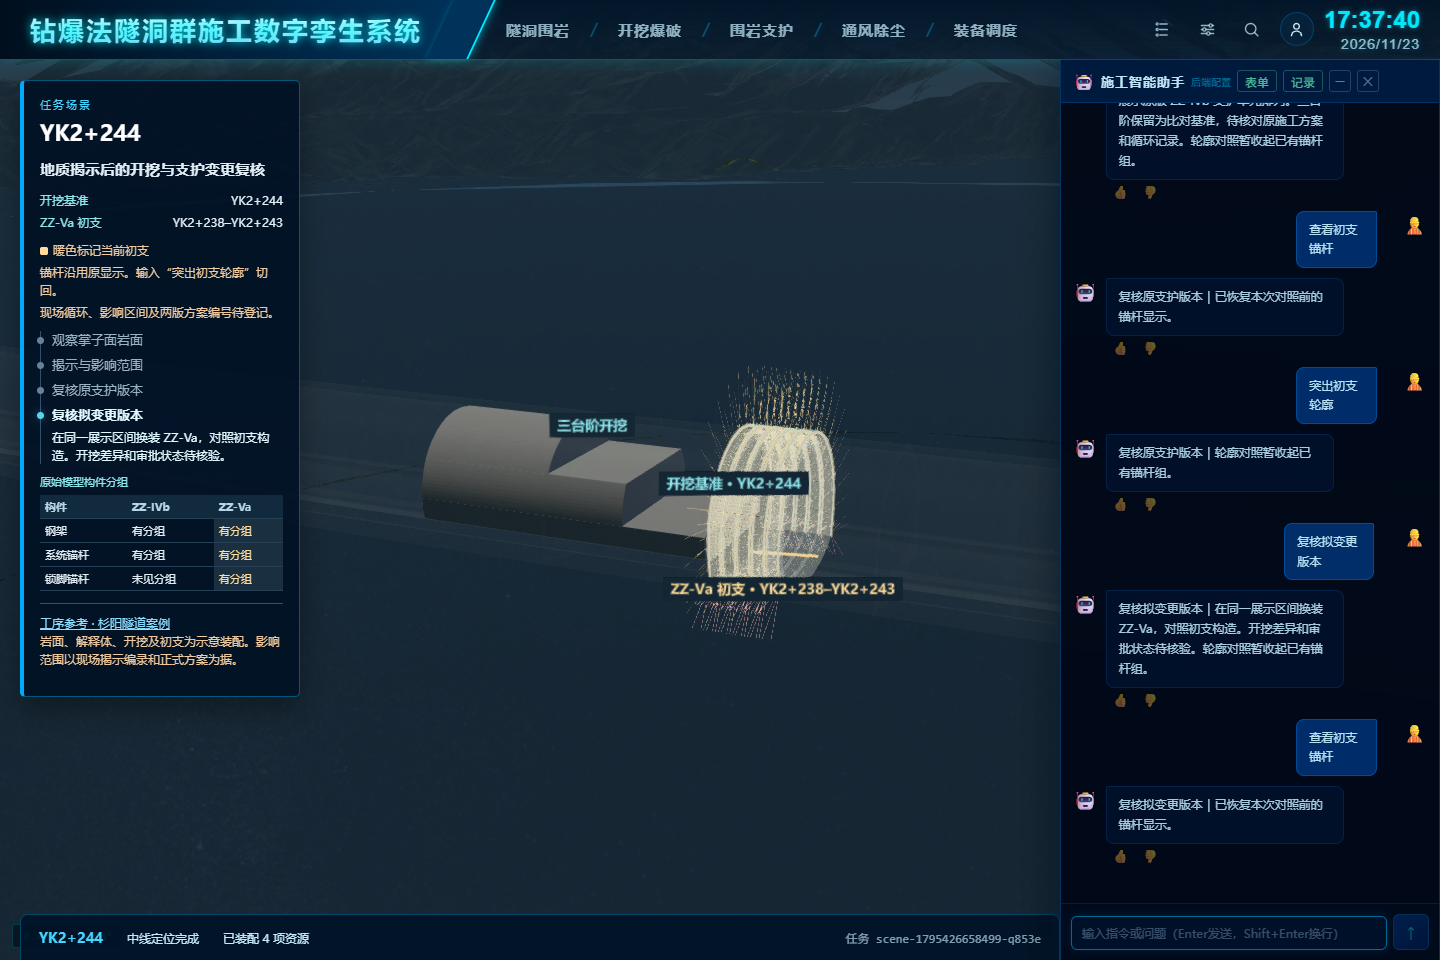 钻爆法隧洞群施工数字孪生系统
隧洞围岩 / 开挖爆破 / 围岩支护 / 通风除尘 / 装备调度
17:37:40
2026/11/23
任务场景
YK2+244
地质揭示后的开挖与支护变更复核
开挖基准 YK2+244
ZZ-Va 初支 YK2+238—YK2+243
暖色标记当前初支
锚杆沿用原显示。输入“突出初支轮廓”切
回。
现场循环、影响区间及两版方案编号待登记。
观察掌子面岩面
揭示与影响范围
复核原支护版本
复核拟变更版本
在同一展示区间换装 ZZ-Va，对照初支构
造。开挖差异和审批状态待核验。
原始模型构件分组
构件 ZZ-IVb ZZ-Va
钢架 有分组 有分组
系统锚杆 有分组 有分组
锁脚锚杆 未见分组 有分组
工序参考 · 杉阳隧道案例
岩面、解释体、开挖及初支为示意装配。影响
范围以现场揭示编录和正式方案为据。
三台阶开挖
开挖基准 • YK2+244
ZZ-Va 初支 • YK2+238—YK2+243
施工智能助手 后端配置 表单 记录
阶保留为比对基准，待核对原施工方案
和循环记录。轮廓对照暂收起已有锚杆
组。
查看初支
锚杆
复核原支护版本 | 已恢复本次对照前的
锚杆显示。
突出初支
轮廓
复核原支护版本 | 轮廓对照暂收起已
有锚杆组。
复核拟变更
版本
复核拟变更版本 | 在同一展示区间换装
ZZ-Va，对照初支构造。开挖差异和审
批状态待核验。轮廓对照暂收起已有锚
杆组。
查看初支
锚杆
复核拟变更版本 | 已恢复本次对照前的
锚杆显示。
输入指令或问题（Enter发送，Shift+Enter换行）
YK2+244 中线定位完成 已装配 4 项资源 任务 scene-1795426658499-q853e